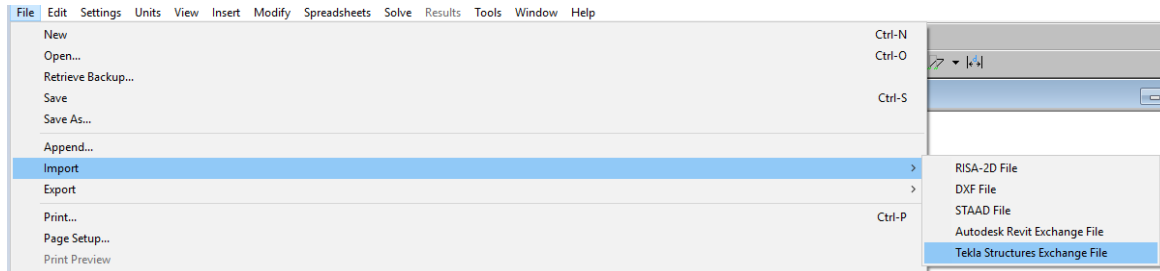 File Edit Settings Units View Insert Modify Spreadsheets Solve Results Tools Window Help
New Ctrl-N
Open... Ctrl-O
Retrieve Backup...
Save Ctrl-S
Save As...
Append...
Import
Export
Print... Ctrl-P
Page Setup...
Print Preview
RISA-2D File
DXF File
STAAD File
Autodesk Revit Exchange File
Tekla Structures Exchange File